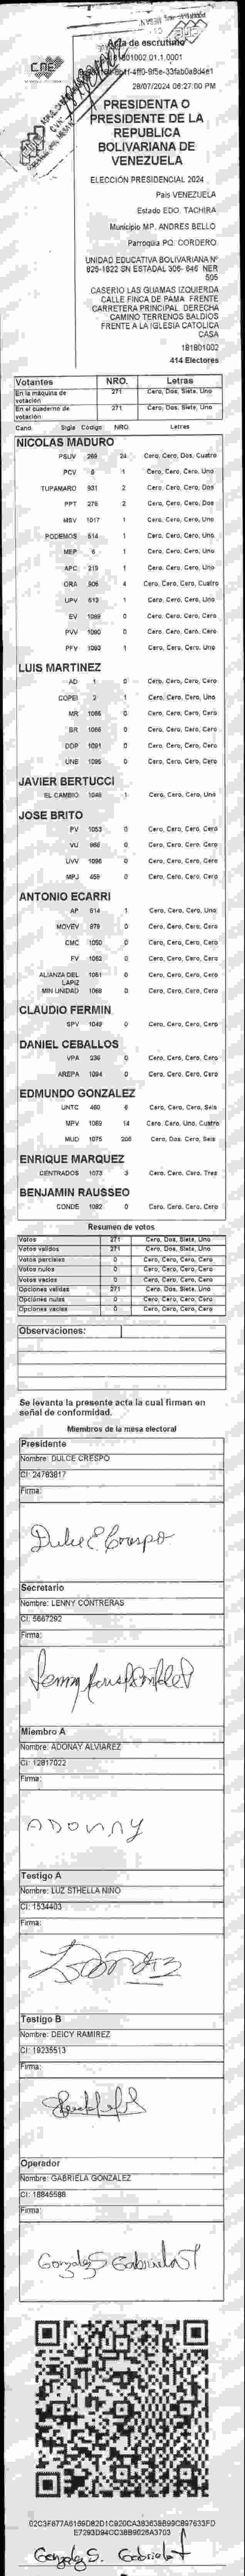 CNE
Acta de escrutinio
181801002.01.1.0001
28/07/2024 06:27:00 PM
PRESIDENTA O
PRESIDENTE DE LA
REPUBLICA
BOLIVARIANA DE
VENEZUELA
ELECCIÓN PRESIDENCIAL 2024
País VENEZUELA
Estado EDO. TACHIRA
Municipio MP. ANDRES BELLO
Parroquia PQ. CORDERO
UNIDAD EDUCATIVA BOLIVARIANA N°
825-1822 SN ESTADAL 306- 646 NER
505
CASERIO LAS GUAMAS IZQUIERDA
CALLE FINCA DE PAMA. FRENTE
CARRETERA PRINCIPAL. DERECHA
CAMINO TERRENOS BALDIOS
FRENTE A LA IGLESIA CATOLICA
CASA
181801002
414 Electores
Votantes NRO. Letras
En la máquina de votación 271 Cero, Dos, Siete, Uno
En el cuaderno de votación 271 Cero, Dos, Siete, Uno
Cand. Sigla Código NRO. Letras
NICOLAS MADURO
PSUV 269 24 Cero, Cero, Dos, Cuatro
PCV 9 1 Cero, Cero, Cero, Uno
TUPAMARO 931 2 Cero, Cero, Cero, Dos
PPT 276 2 Cero, Cero, Cero, Dos
MSV 1017 1 Cero, Cero, Cero, Uno
PODEMOS 514 1 Cero, Cero, Cero, Uno
MEP 6 1 Cero, Cero, Cero, Uno
APC 219 1 Cero, Cero, Cero, Uno
ORA 905 4 Cero, Cero, Cero, Cuatro
UPV 513 1 Cero, Cero, Cero, Uno
EV 1089 0 Cero, Cero, Cero, Cero
PVV 1090 0 Cero, Cero, Cero, Cero
PFV 1093 1 Cero, Cero, Cero, Uno
LUIS MARTINEZ
AD 1 0 Cero, Cero, Cero, Cero
COPEI 2 1 Cero, Cero, Cero, Uno
MR 1065 0 Cero, Cero, Cero, Cero
BR 1066 0 Cero, Cero, Cero, Cero
DDP 1091 0 Cero, Cero, Cero, Cero
UNE 1095 0 Cero, Cero, Cero, Cero
JAVIER BERTUCCI
EL CAMBIO 1046 1 Cero, Cero, Cero, Uno
JOSE BRITO
PV 1053 0 Cero, Cero, Cero, Cero
VU 966 0 Cero, Cero, Cero, Cero
UVV 1096 0 Cero, Cero, Cero, Cero
MPJ 459 0 Cero, Cero, Cero, Cero
ANTONIO ECARRI
AP 914 1 Cero, Cero, Cero, Uno
MOVEV 979 0 Cero, Cero, Cero, Cero
CMC 1050 0 Cero, Cero, Cero, Cero
FV 1062 0 Cero, Cero, Cero, Cero
ALIANZA DEL LAPIZ 1051 0 Cero, Cero, Cero, Cero
MIN UNIDAD 1068 0 Cero, Cero, Cero, Cero
CLAUDIO FERMIN
SPV 1049 0 Cero, Cero, Cero, Cero
DANIEL CEBALLOS
VPA 236 0 Cero, Cero, Cero, Cero
AREPA 1094 0 Cero, Cero, Cero, Cero
EDMUNDO GONZALEZ
UNTC 460 6 Cero, Cero, Cero, Seis
MPV 1069 14 Cero, Cero, Uno, Cuatro
MUD 1075 206 Cero, Dos, Cero, Seis
ENRIQUE MARQUEZ
CENTRADOS 1073 3 Cero, Cero, Cero, Tres
BENJAMIN RAUSSEO
CONDE 1082 0 Cero, Cero, Cero, Cero
Resumen de votos
Votos 271 Cero, Dos, Siete, Uno
Votos validos 271 Cero, Dos, Siete, Uno
Votos parciales 0 Cero, Cero, Cero, Cero
Votos nulos 0 Cero, Cero, Cero, Cero
Votos vacios 0 Cero, Cero, Cero, Cero
Opciones validas 271 Cero, Dos, Siete, Uno
Opciones nulas 0 Cero, Cero, Cero, Cero
Opciones vacias 0 Cero, Cero, Cero, Cero
Observaciones:
Se levanta la presente acta la cual firman en
señal de conformidad.
Miembros de la mesa electoral
Presidente
Nombre: DULCE CRESPO
CI: 24783817
Firma:
Dulce E Crespo
Secretario
Nombre: LENNY CONTRERAS
CI: 5667292
Firma:
Miembro A
Nombre: ADONAY ALVIAREZ
CI: 12817022
Firma:
ADONAY
Testigo A
Nombre: LUZ STHELLA NINO
CI: 1534403
Firma:
Testigo B
Nombre: DEICY RAMIREZ
CI: 19235513
Firma:
Operador
Nombre: GABRIELA GONZALEZ
CI: 18845588
Firma:
González S Gabriela T
02C3F677A8169D82D1C920CA383638B99C897633FD
E7293D94CC38B9026A3703
Gonzalez S. Gabriela T